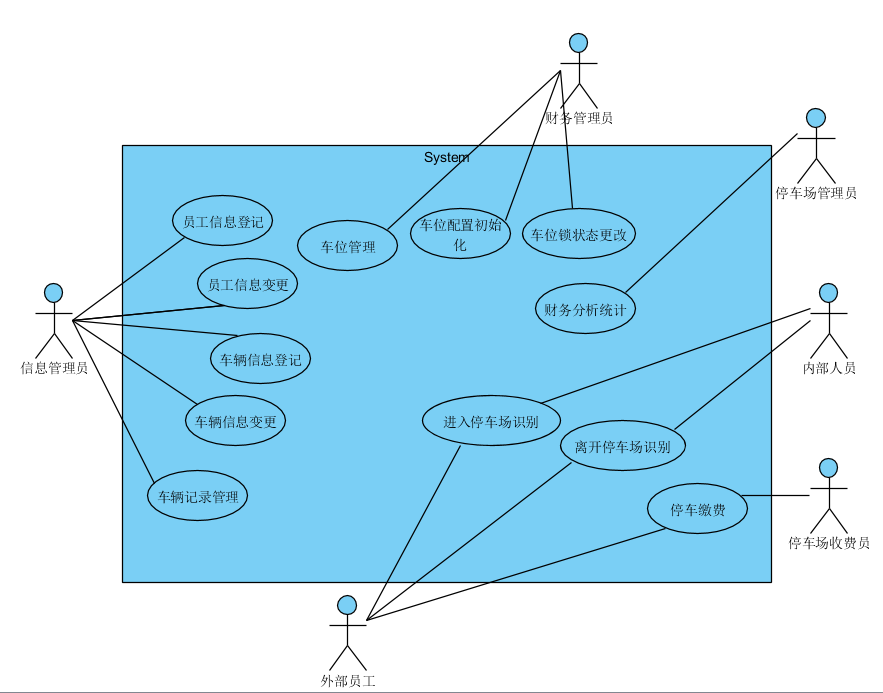 财务管理员
停车场管理员
System
员工信息登记
车位管理
车位配置初始
化
车位锁状态更改
员工信息变更
财务分析统计
信息管理员
车辆信息登记
内部人员
车辆信息变更
进入停车场识别
离开停车场识别
车辆记录管理
停车缴费
停车场收费员
外部员工